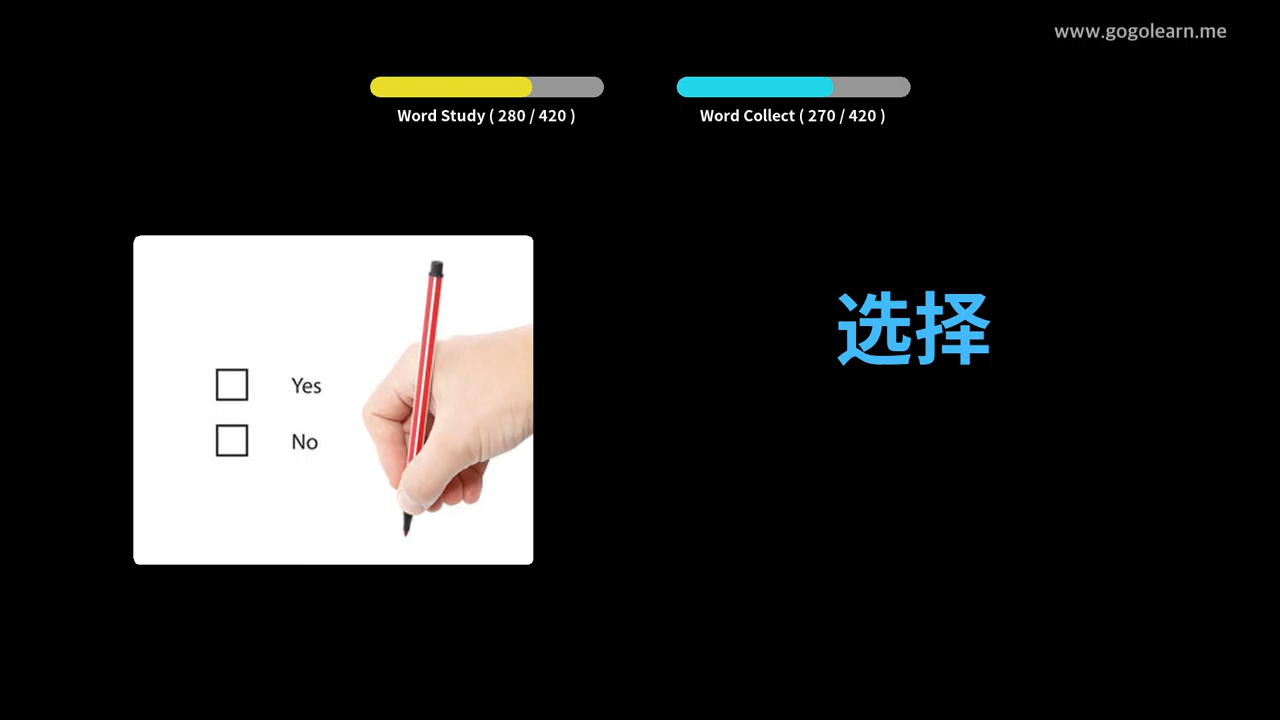 www.gogolearn.me
Word Study ( 280 / 420 )
Word Collect ( 270 / 420 )
选择
Yes
No